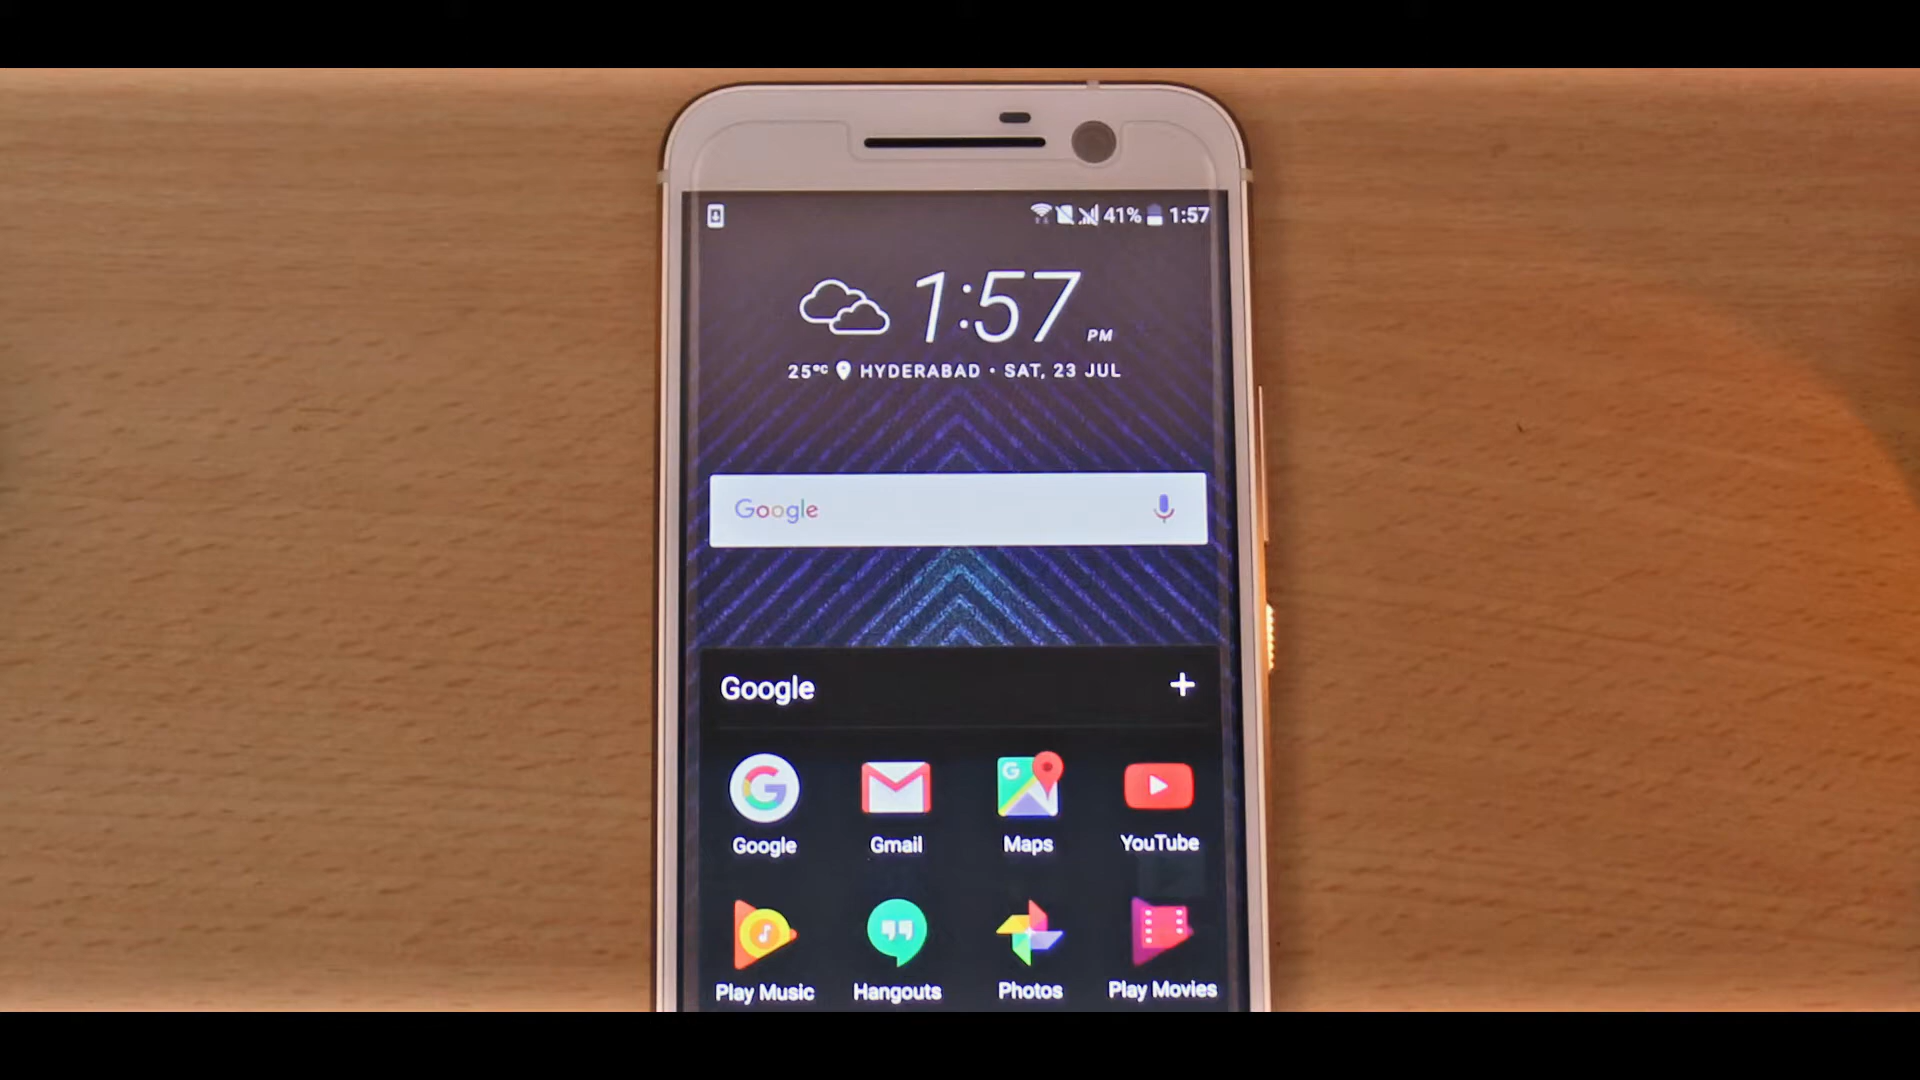 41% 1:57
1:57 PM
25°C HYDERABAD • SAT, 23 JUL
Google
Google +
Google Gmail Maps YouTube
Play Music Hangouts Photos Play Movies